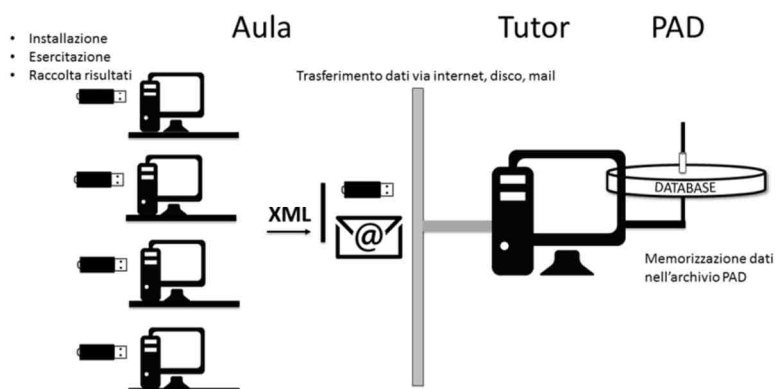 Aula
Tutor
PAD
• Installazione
• Esercitazione
• Raccolta risultati
Trasferimento dati via internet, disco, mail
XML
@
DATABASE
Memorizzazione dati
nell'archivio PAD